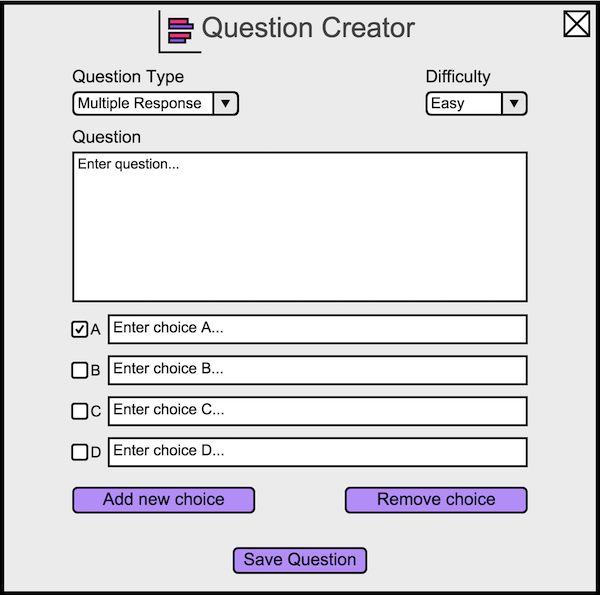 Question Creator
Question Type
Difficulty
Multiple Response
Easy
Question
Enter question...
A
Enter choice A...
B
Enter choice B...
C
Enter choice C...
D
Enter choice D...
Add new choice
Remove choice
Save Question